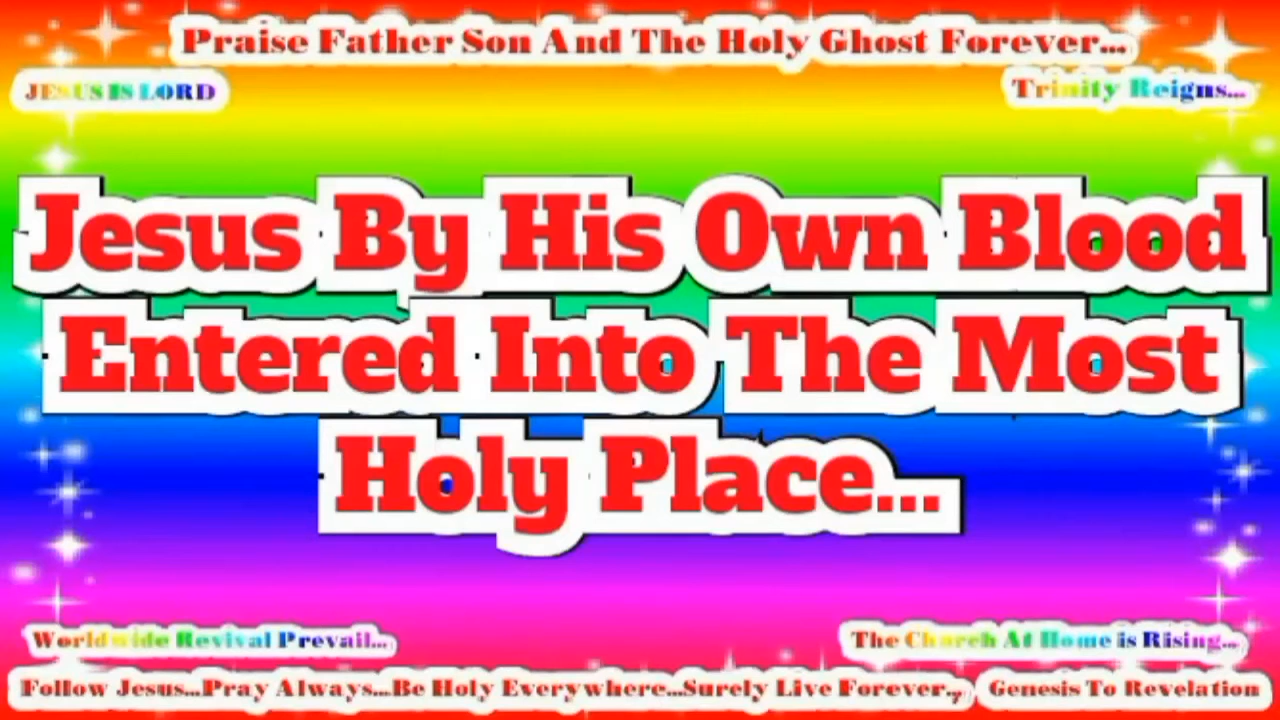 Praise Father Son And The Holy Ghost Forever...
JESUS IS LORD
Trinity Reigns...
Jesus By His Own Blood
Entered Into The Most
Holy Place...
Worldwide Revival Prevail...
The Church At Home is Rising...
Follow Jesus...Pray Always...Be Holy Everywhere...Surely Live Forever.., Genesis To Revelation